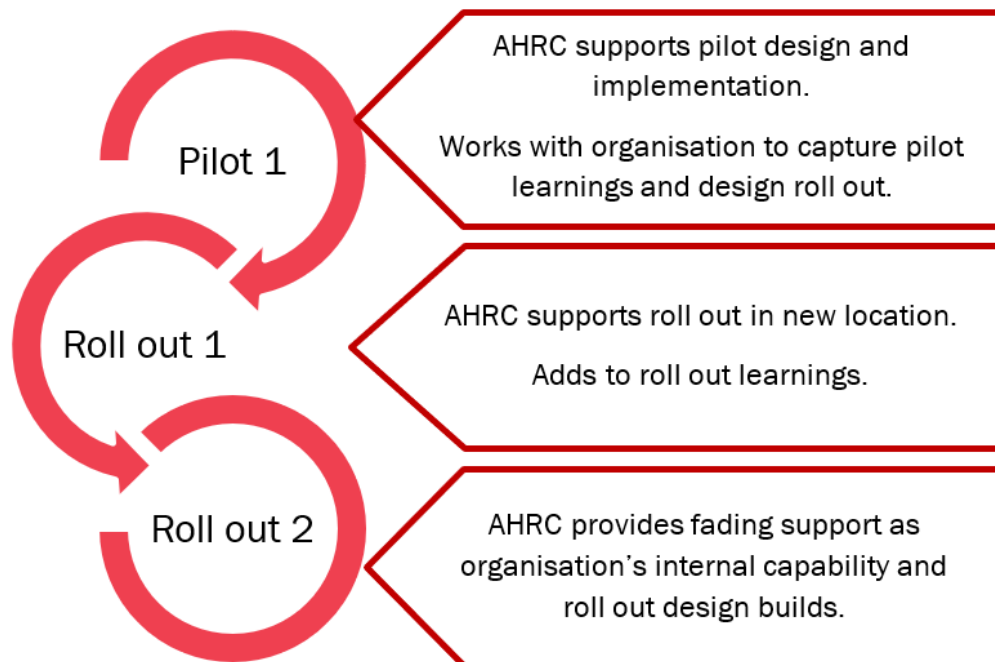 Pilot 1
AHRC supports pilot design and
implementation.
Works with organisation to capture pilot
learnings and design roll out.
Roll out 1
AHRC supports roll out in new location.
Adds to roll out learnings.
Roll out 2
AHRC provides fading support as
organisation’s internal capability and
roll out design builds.